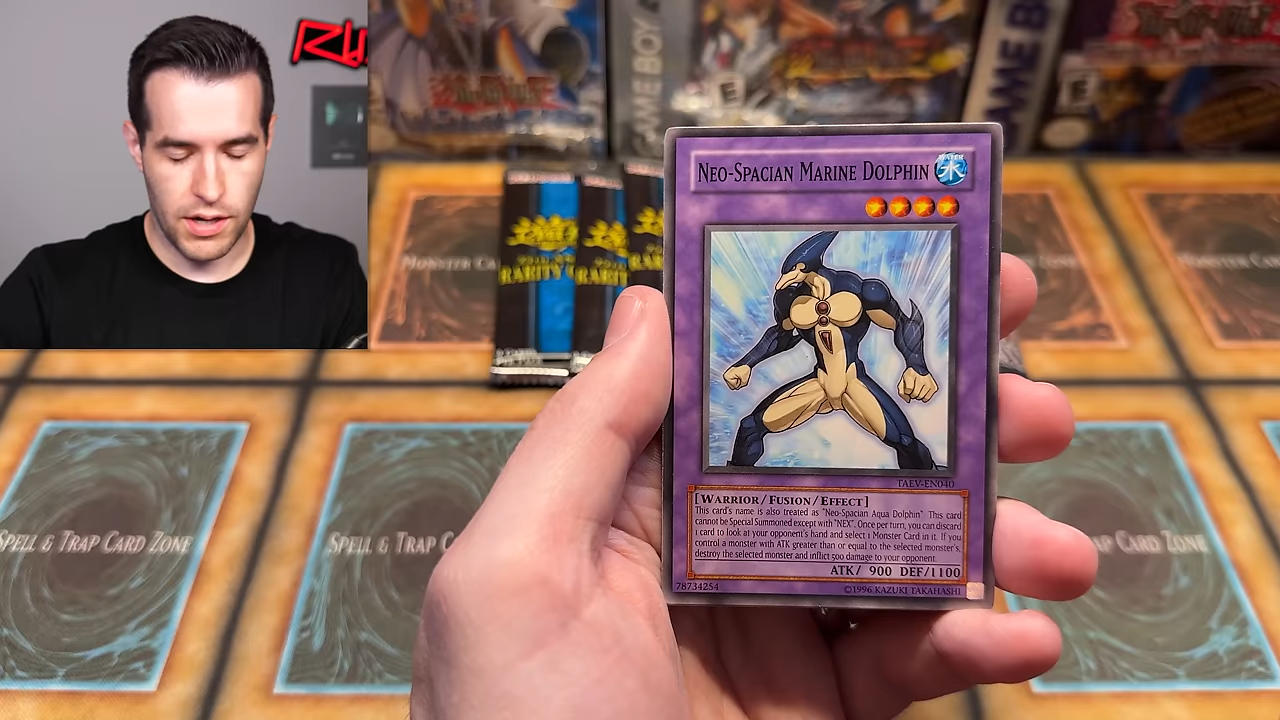 RU
GAME BOY
E
GAME B
E
MONSTER CA
RARITY
RARIT
NEO-SPACIAN MARINE DOLPHIN
WATER
水
TAEV-EN040
[WARRIOR/FUSION/EFFECT]
This card's name is also treated as "Neo-Spacian Aqua Dolphin" This card
cannot be Special Summoned except with "NEX". Once per turn, you can discard
1 card to look at your opponent's hand and select 1 Monster Card in it. If you
control a monster with ATK greater than or equal to the selected monster's,
destroy the selected monster and inflict 500 damage to your opponent.
ATK/ 900 DEF/1100
78734254
©1996 KAZUKI TAKAHASHI
SPELL & TRAP CARD ZONE
SPELL & TRAP C
CARD ZONE